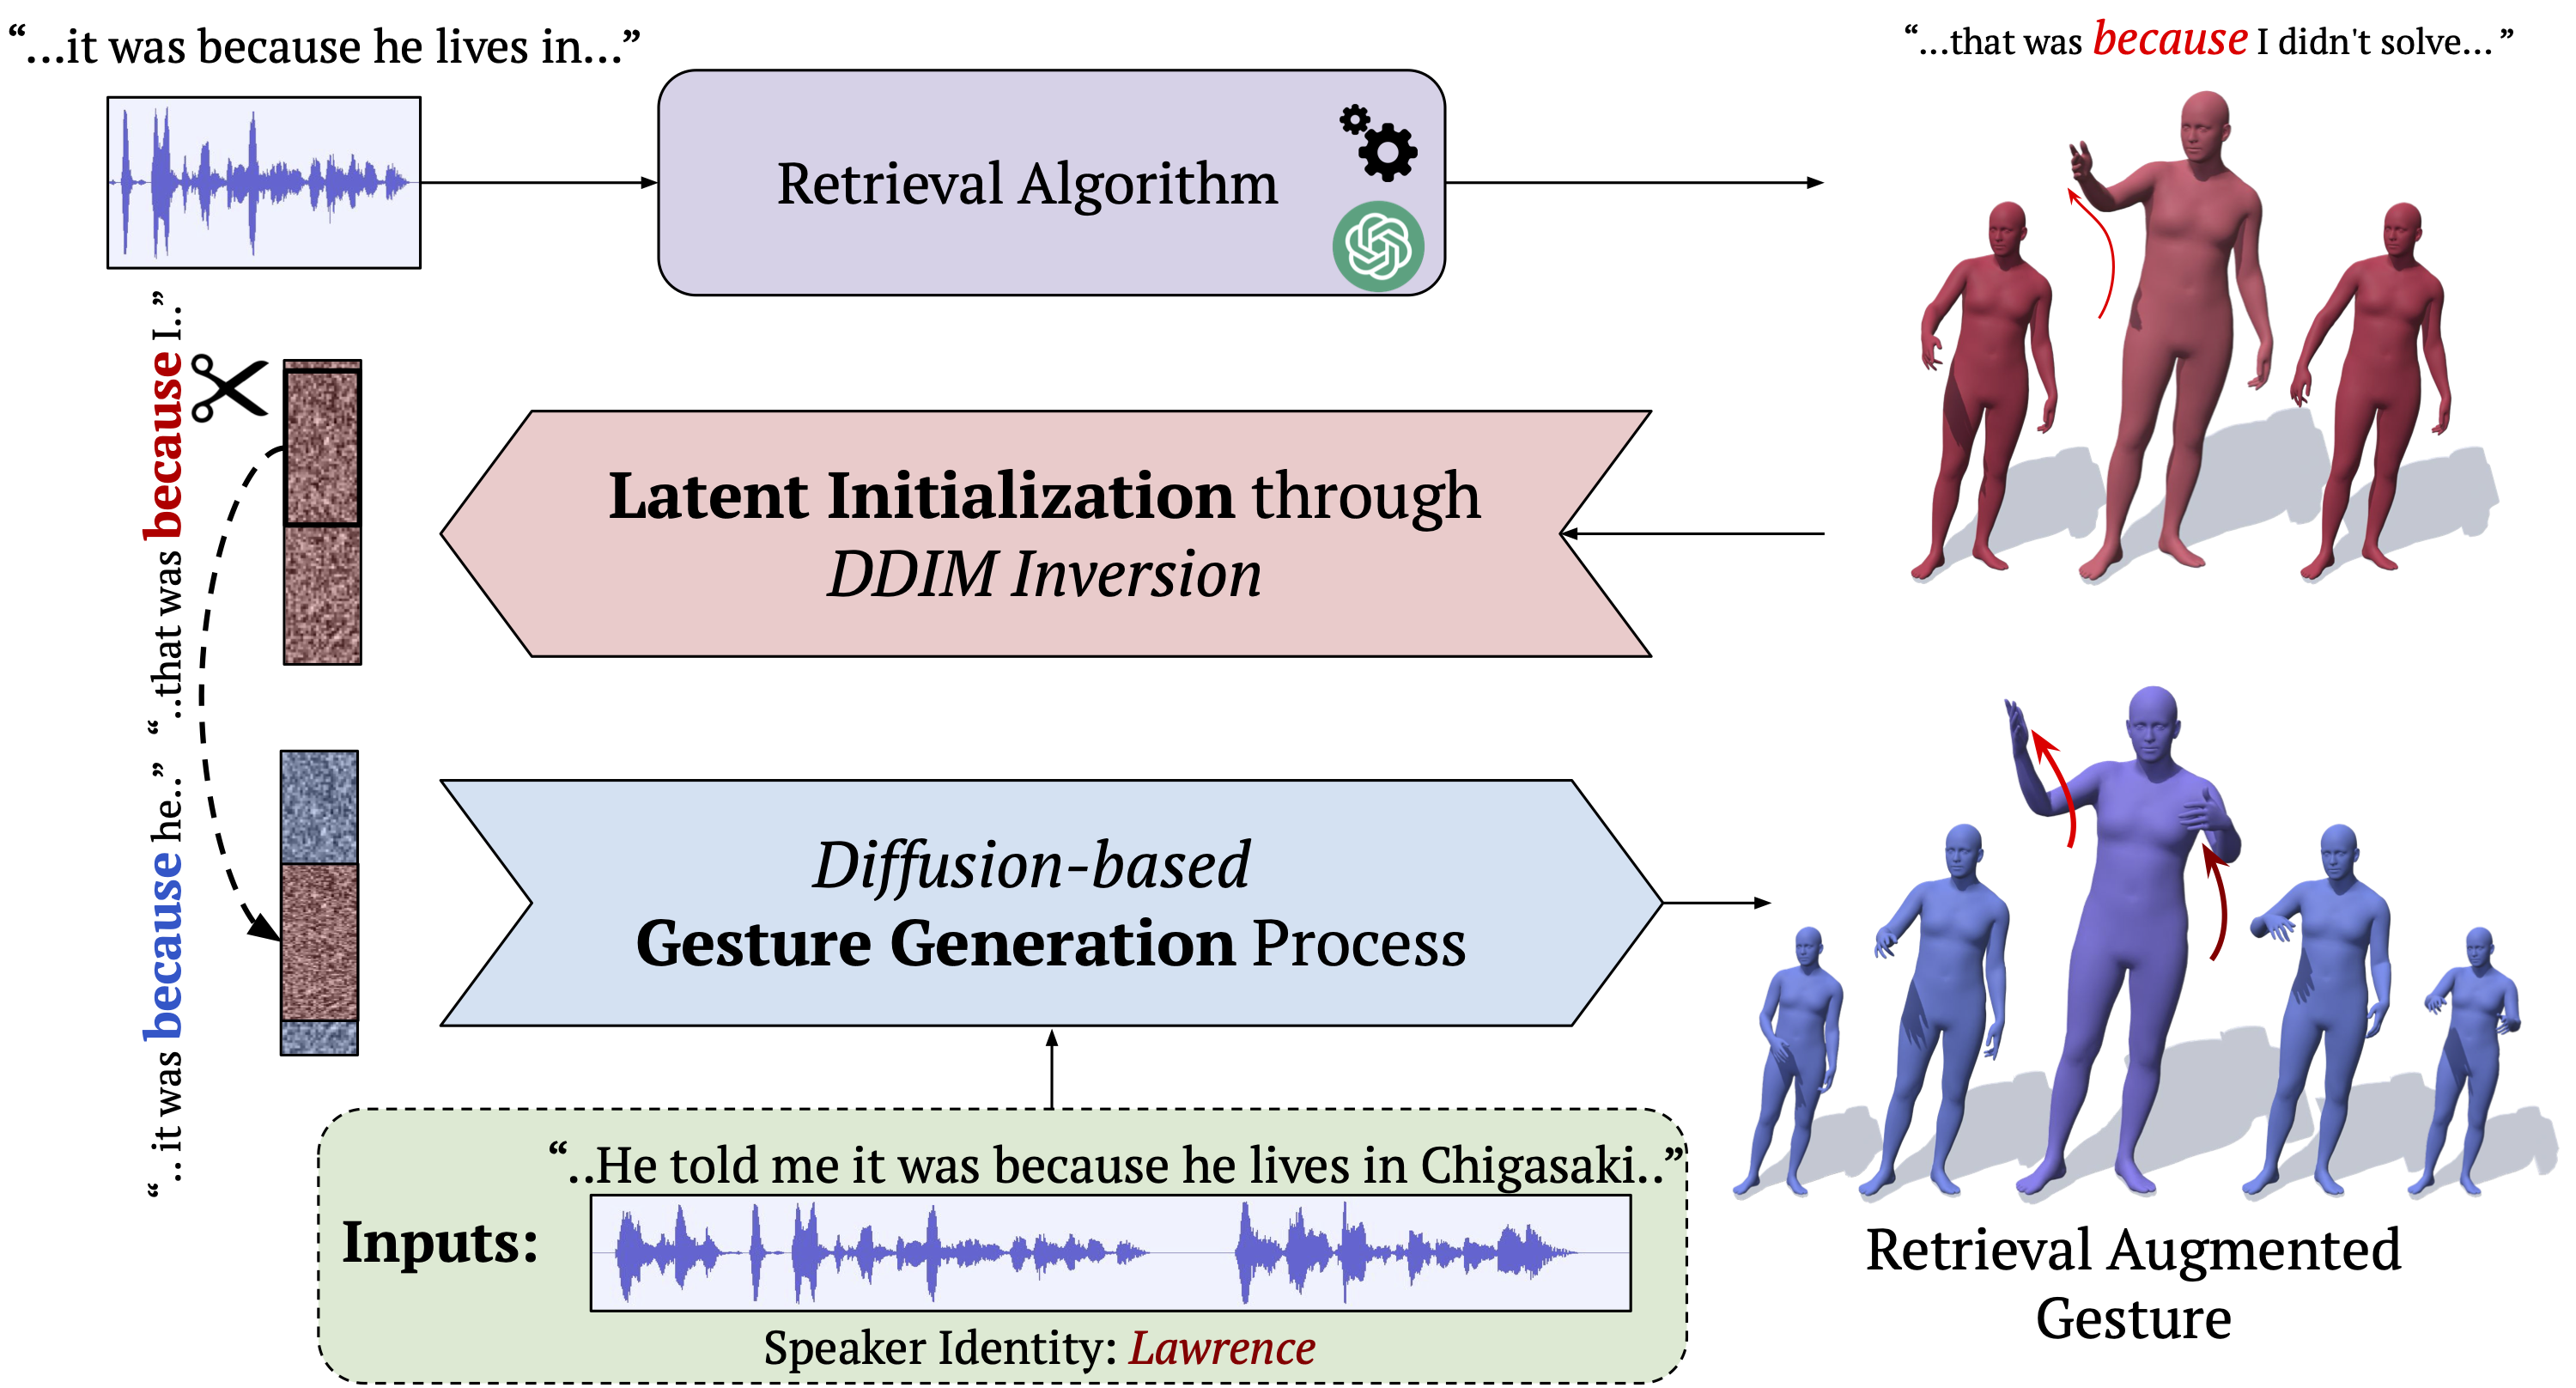 “...it was because he lives in...”
“...that was because I didn't solve... ”
Retrieval Algorithm
“ ..that was because I..”
Latent Initialization through
DDIM Inversion
“ .. it was because he.. ”
Diffusion-based
Gesture Generation Process
“..He told me it was because he lives in Chigasaki..”
Inputs:
Speaker Identity: Lawrence
Retrieval Augmented
Gesture